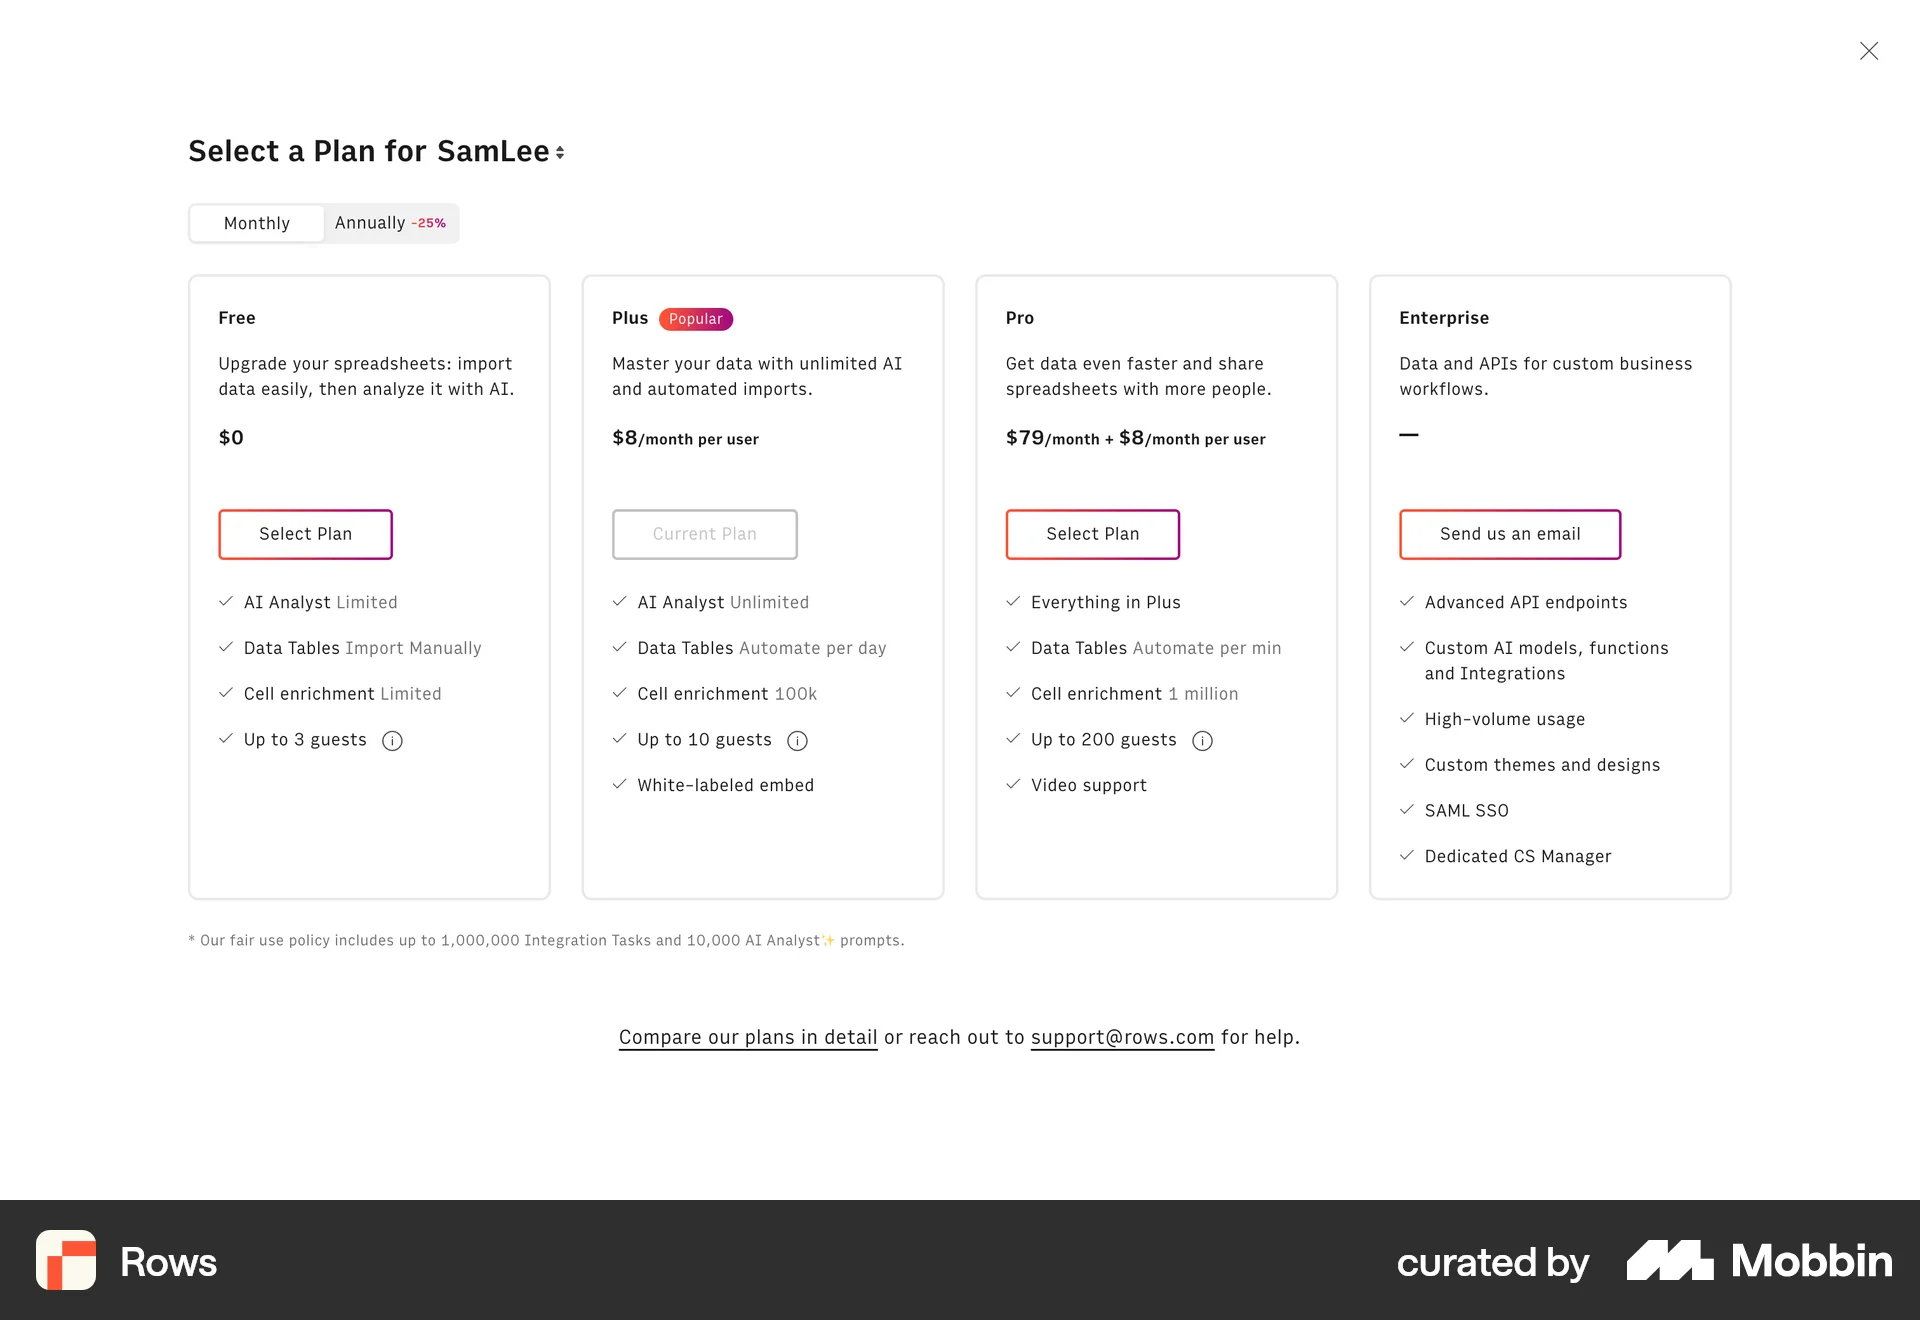 Select a Plan for SamLee
Monthly
Annually -25%
Free
Upgrade your spreadsheets: import
data easily, then analyze it with AI.
$0
Select Plan
AI Analyst Limited
Data Tables Import Manually
Cell enrichment Limited
Up to 3 guests
Plus Popular
Master your data with unlimited AI
and automated imports.
$8/month per user
Current Plan
AI Analyst Unlimited
Data Tables Automate per day
Cell enrichment 100k
Up to 10 guests
White-labeled embed
Pro
Get data even faster and share
spreadsheets with more people.
$79/month + $8/month per user
Select Plan
Everything in Plus
Data Tables Automate per min
Cell enrichment 1 million
Up to 200 guests
Video support
Enterprise
Data and APIs for custom business
workflows.
—
Send us an email
Advanced API endpoints
Custom AI models, functions
and Integrations
High-volume usage
Custom themes and designs
SAML SSO
Dedicated CS Manager
* Our fair use policy includes up to 1,000,000 Integration Tasks and 10,000 AI Analyst✨ prompts.
Compare our plans in detail or reach out to support@rows.com for help.
Rows
curated by Mobbin